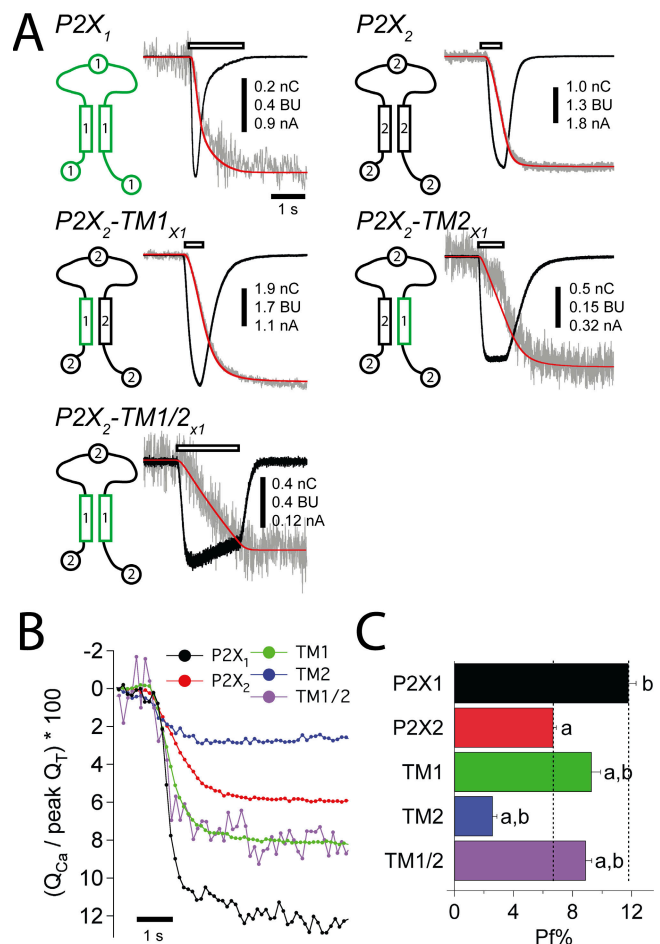 A
P2X1
P2X2
1
1
1
1
1
0.2 nC
0.4 BU
0.9 nA
1 s
2
2
2
2
2
1.0 nC
1.3 BU
1.8 nA
P2X2-TM1X1
P2X2-TM2X1
2
1
2
2
2
1.9 nC
1.7 BU
1.1 nA
2
2
1
2
2
0.5 nC
0.15 BU
0.32 nA
P2X2-TM1/2x1
2
1
1
2
2
0.4 nC
0.4 BU
0.12 nA
B
(QCa / peak QT) * 100
-2
0
2
4
6
8
10
12
P2X1
P2X2
TM1
TM2
TM1/2
1 s
C
P2X1
P2X2
TM1
TM2
TM1/2
b
a
a,b
a,b
a,b
0
4
8
12
Pf%